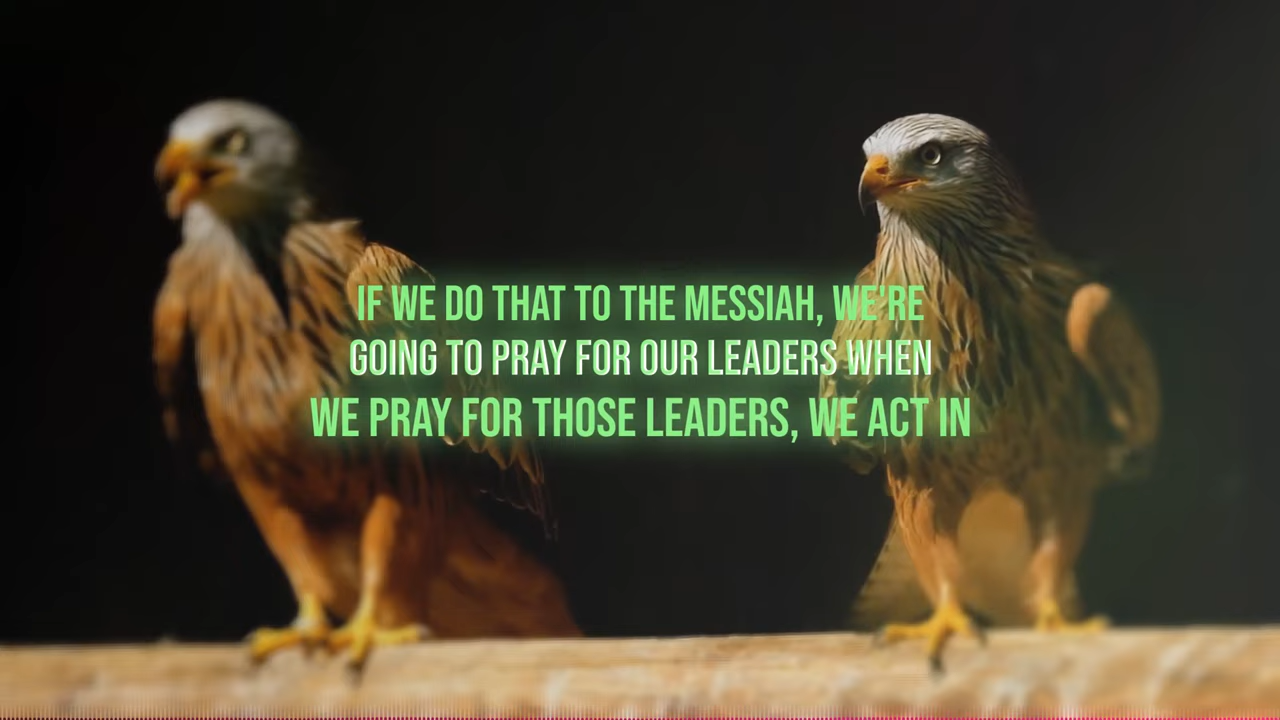 IF WE DO THAT TO THE MESSIAH, WE'RE
GOING TO PRAY FOR OUR LEADERS WHEN
WE PRAY FOR THOSE LEADERS, WE ACT IN